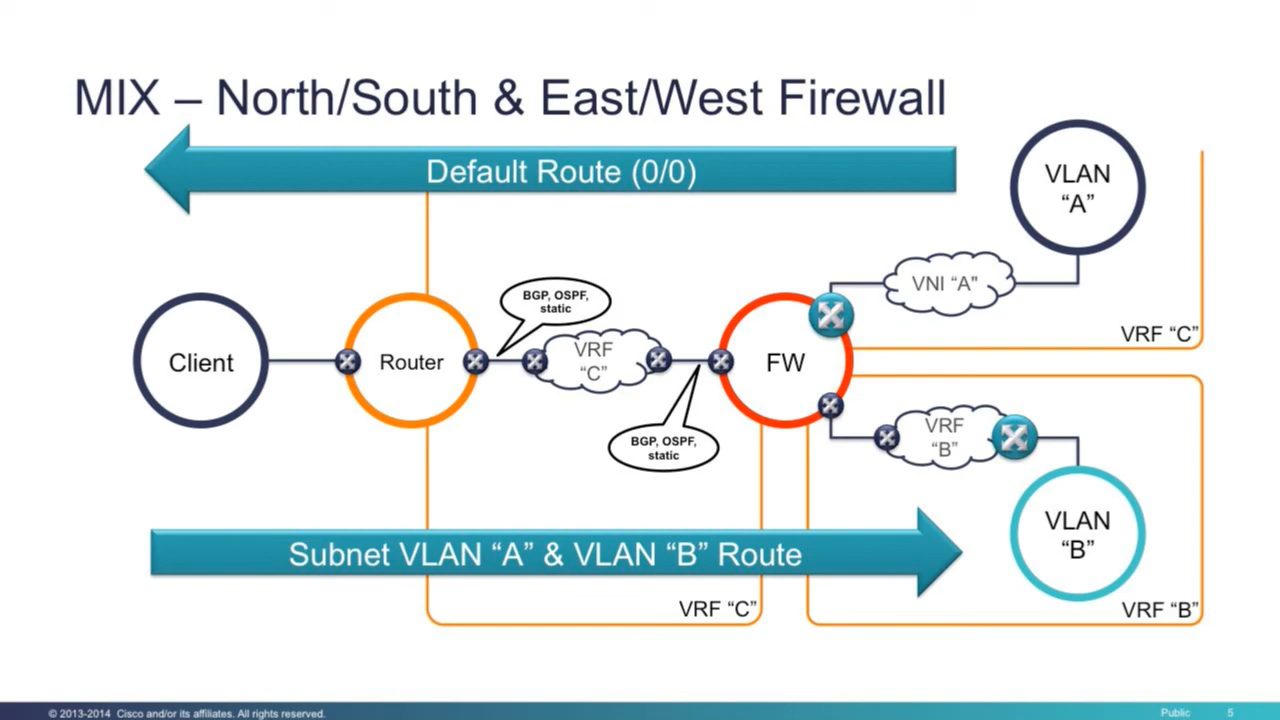 MIX – North/South & East/West Firewall
Default Route (0/0)
VLAN
“A”
VNI “A"
VRF “C”
BGP, OSPF,
static
Client
Router
VRF
“C”
FW
BGP, OSPF,
static
VRF
“B”
VLAN
“B”
Subnet VLAN “A” & VLAN “B” Route
VRF “C”
VRF “B”
© 2013-2014 Cisco and/or its affiliates. All rights reserved.
Public
5